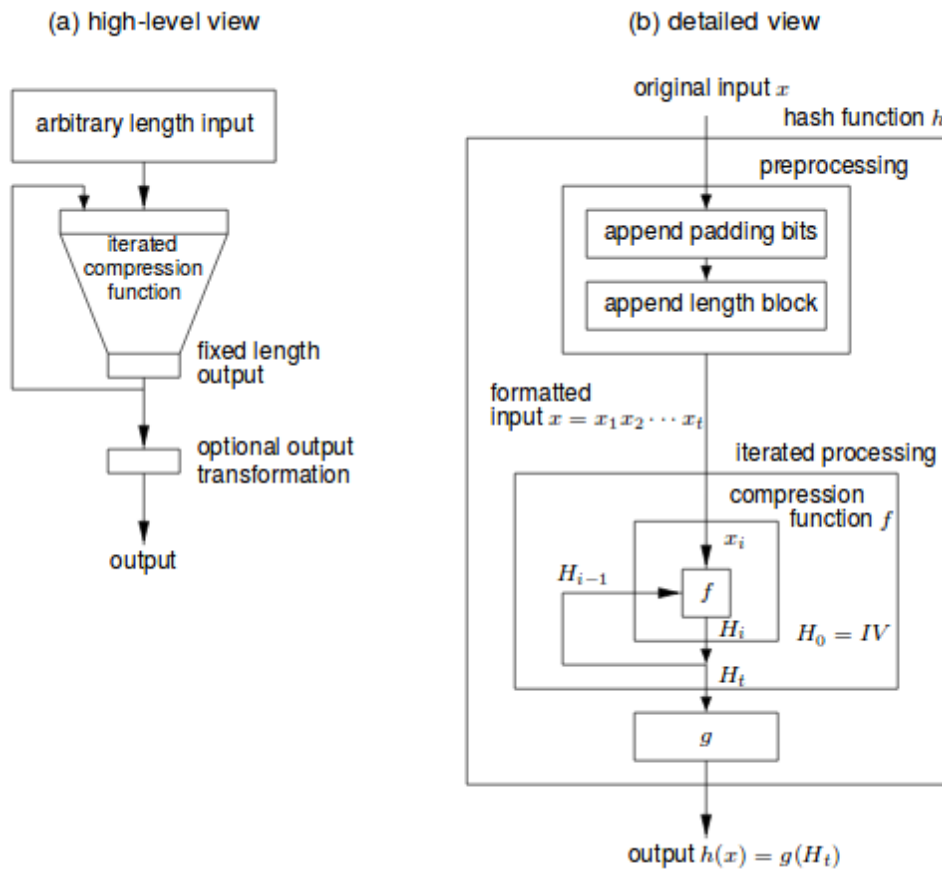 (a) high-level view
arbitrary length input
iterated
compression
function
fixed length
output
optional output
transformation
output
(b) detailed view
original input x
hash function h
preprocessing
append padding bits
append length block
formatted
input x = x₁x₂ ⋯ xₜ
iterated processing
compression
function f
xᵢ
Hᵢ₋₁
f
Hᵢ
H₀ = IV
Hₜ
g
output h(x) = g(Hₜ)